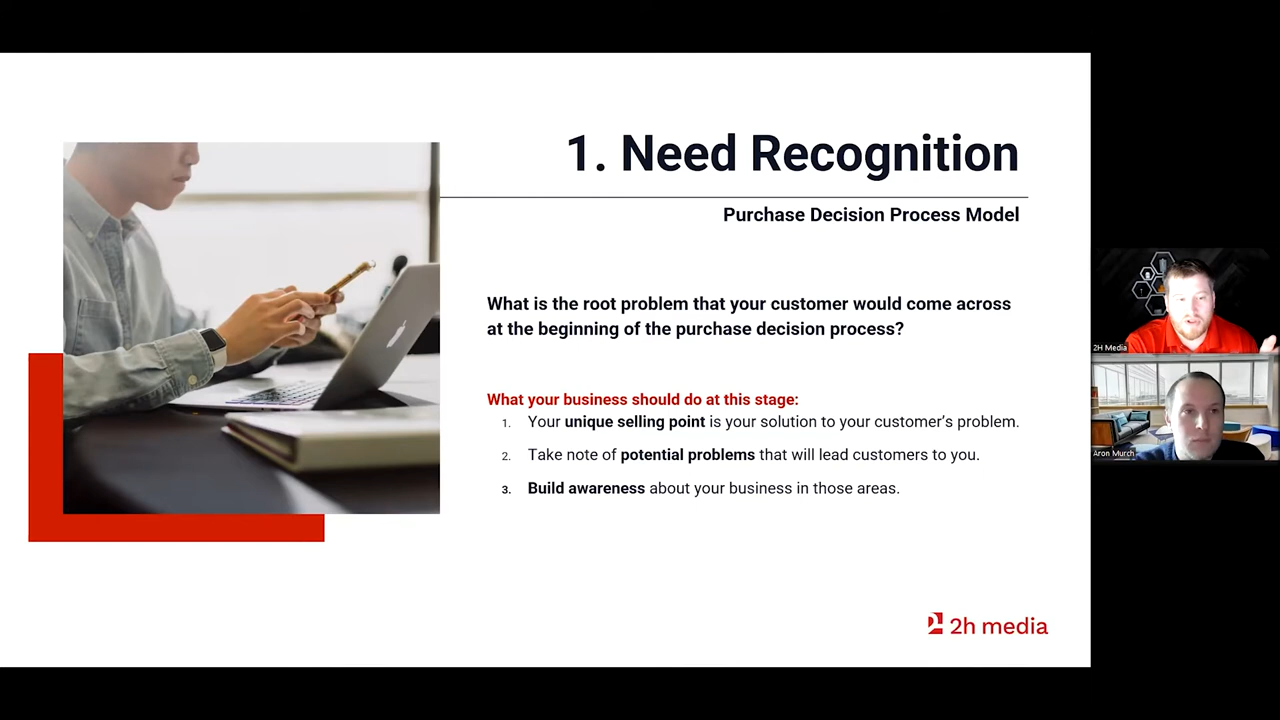 1. Need Recognition
Purchase Decision Process Model
What is the root problem that your customer would come across
at the beginning of the purchase decision process?
What your business should do at this stage:
1. Your unique selling point is your solution to your customer’s problem.
2. Take note of potential problems that will lead customers to you.
3. Build awareness about your business in those areas.
2h media
2H Media
Aron Murch